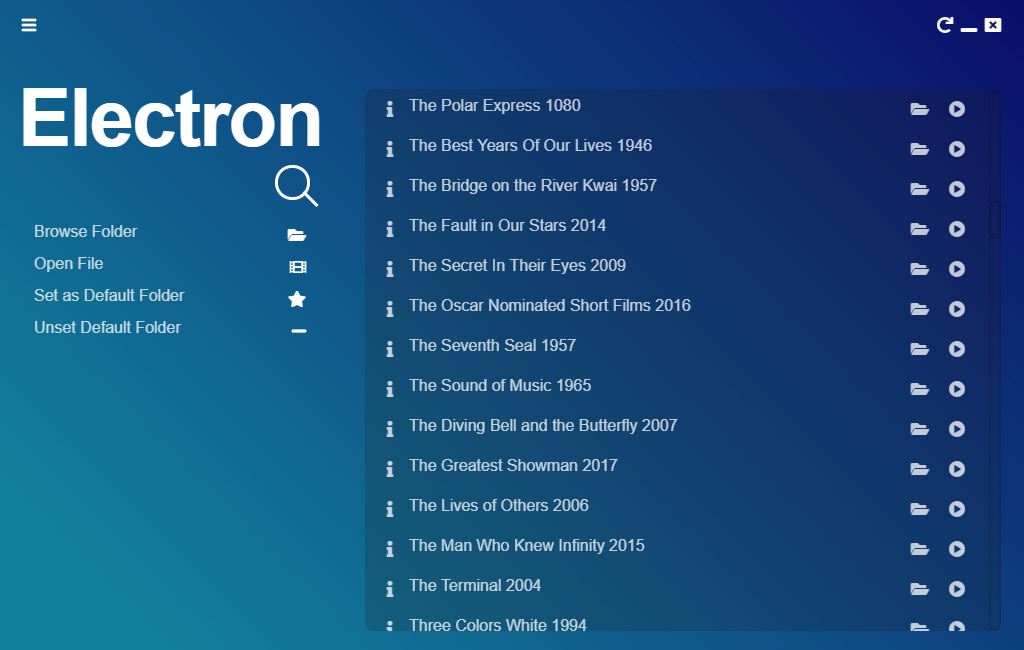 Electron
Browse Folder
Open File
Set as Default Folder
Unset Default Folder
The Polar Express 1080
The Best Years Of Our Lives 1946
The Bridge on the River Kwai 1957
The Fault in Our Stars 2014
The Secret In Their Eyes 2009
The Oscar Nominated Short Films 2016
The Seventh Seal 1957
The Sound of Music 1965
The Diving Bell and the Butterfly 2007
The Greatest Showman 2017
The Lives of Others 2006
The Man Who Knew Infinity 2015
The Terminal 2004
Three Colors White 1994